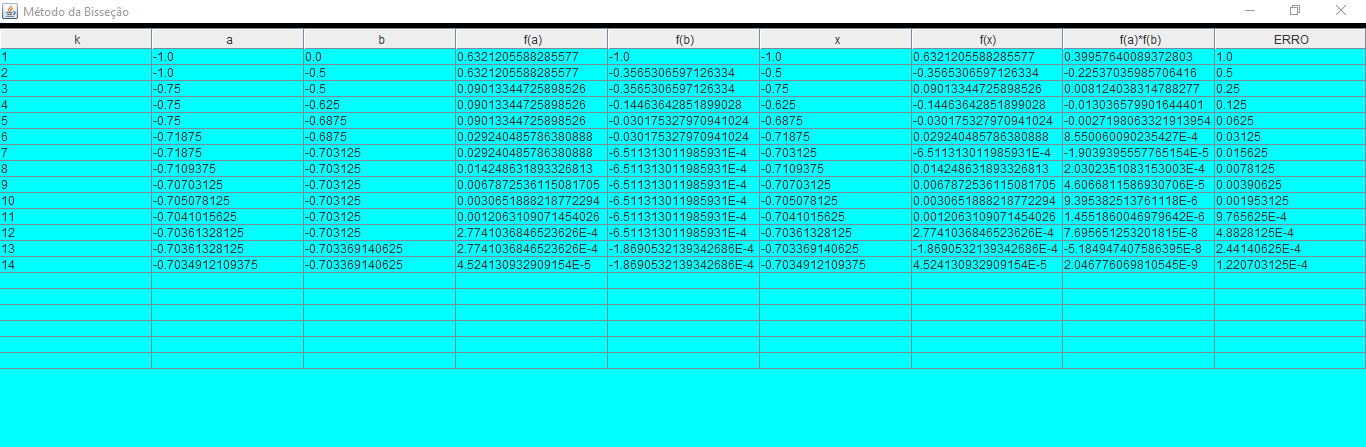 Método da Bisseção
k a b f(a) f(b) x f(x) f(a)*f(b) ERRO
1 -1.0 0.0 0.6321205588285577 -1.0 -1.0 0.6321205588285577 0.39957640089372803 1.0
2 -1.0 -0.5 0.6321205588285577 -0.3565306597126334 -0.5 -0.3565306597126334 -0.22537035985706416 0.5
3 -0.75 -0.5 0.09013344725898526 -0.3565306597126334 -0.75 0.09013344725898526 0.008124038314788277 0.25
4 -0.75 -0.625 0.09013344725898526 -0.14463642851899028 -0.625 -0.14463642851899028 -0.013036579901644401 0.125
5 -0.75 -0.6875 0.09013344725898526 -0.030175327970941024 -0.6875 -0.030175327970941024 -0.0027198063321913954 0.0625
6 -0.71875 -0.6875 0.029240485786380888 -0.030175327970941024 -0.71875 0.029240485786380888 8.550060090235427E-4 0.03125
7 -0.71875 -0.703125 0.029240485786380888 -6.511313011985931E-4 -0.703125 -6.511313011985931E-4 -1.9039395557765154E-5 0.015625
8 -0.7109375 -0.703125 0.014248631893326813 -6.511313011985931E-4 -0.7109375 0.014248631893326813 2.0302351083153003E-4 0.0078125
9 -0.70703125 -0.703125 0.0067872536115081705 -6.511313011985931E-4 -0.70703125 0.0067872536115081705 4.6066811586930706E-5 0.00390625
10 -0.705078125 -0.703125 0.0030651888218772294 -6.511313011985931E-4 -0.705078125 0.0030651888218772294 9.395382513761118E-6 0.001953125
11 -0.7041015625 -0.703125 0.0012063109071454026 -6.511313011985931E-4 -0.7041015625 0.0012063109071454026 1.4551860046979642E-6 9.765625E-4
12 -0.70361328125 -0.703125 2.7741036846523626E-4 -6.511313011985931E-4 -0.70361328125 2.7741036846523626E-4 7.695651253201815E-8 4.8828125E-4
13 -0.70361328125 -0.703369140625 2.7741036846523626E-4 -1.8690532139342686E-4 -0.703369140625 -1.8690532139342686E-4 -5.184947407586395E-8 2.44140625E-4
14 -0.7034912109375 -0.703369140625 4.524130932909154E-5 -1.8690532139342686E-4 -0.7034912109375 4.524130932909154E-5 2.046776069810545E-9 1.220703125E-4